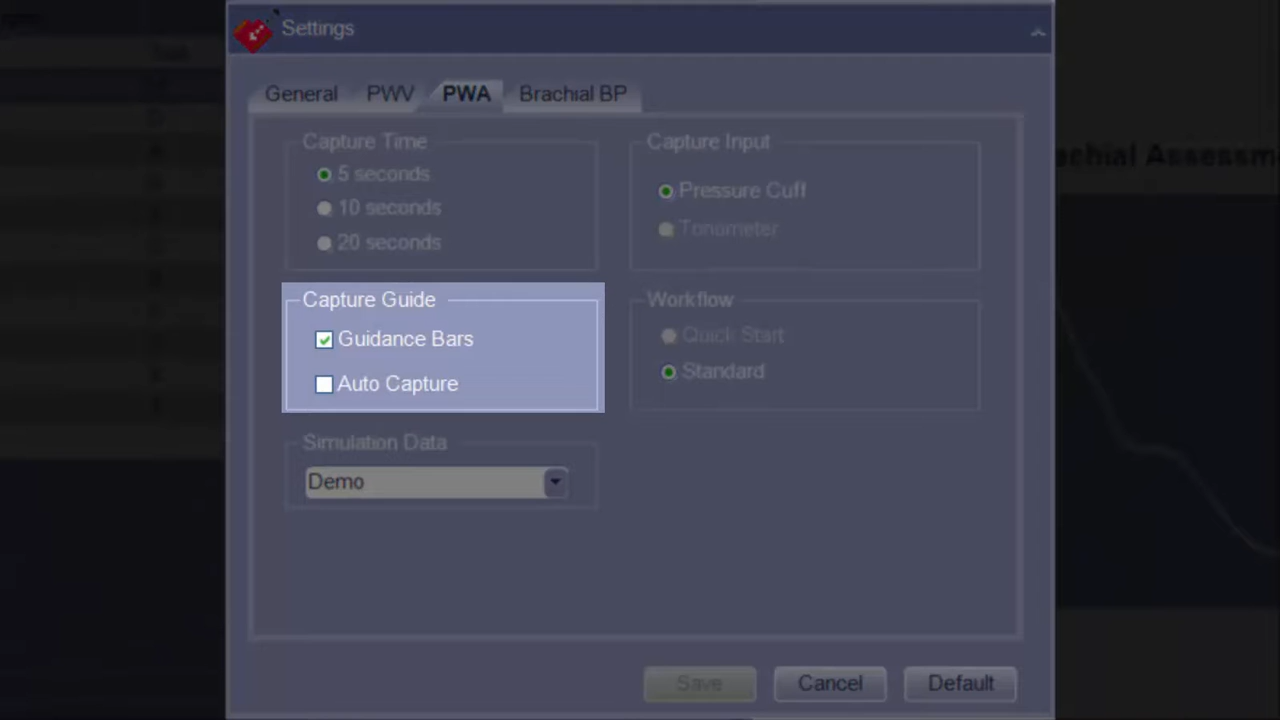 Settings
General PWV PWA Brachial BP
Capture Time
5 seconds
10 seconds
20 seconds
Capture Input
Pressure Cuff
Tonometer
Capture Guide
Guidance Bars
Auto Capture
Workflow
Quick Start
Standard
Simulation Data
Demo
Save Cancel Default